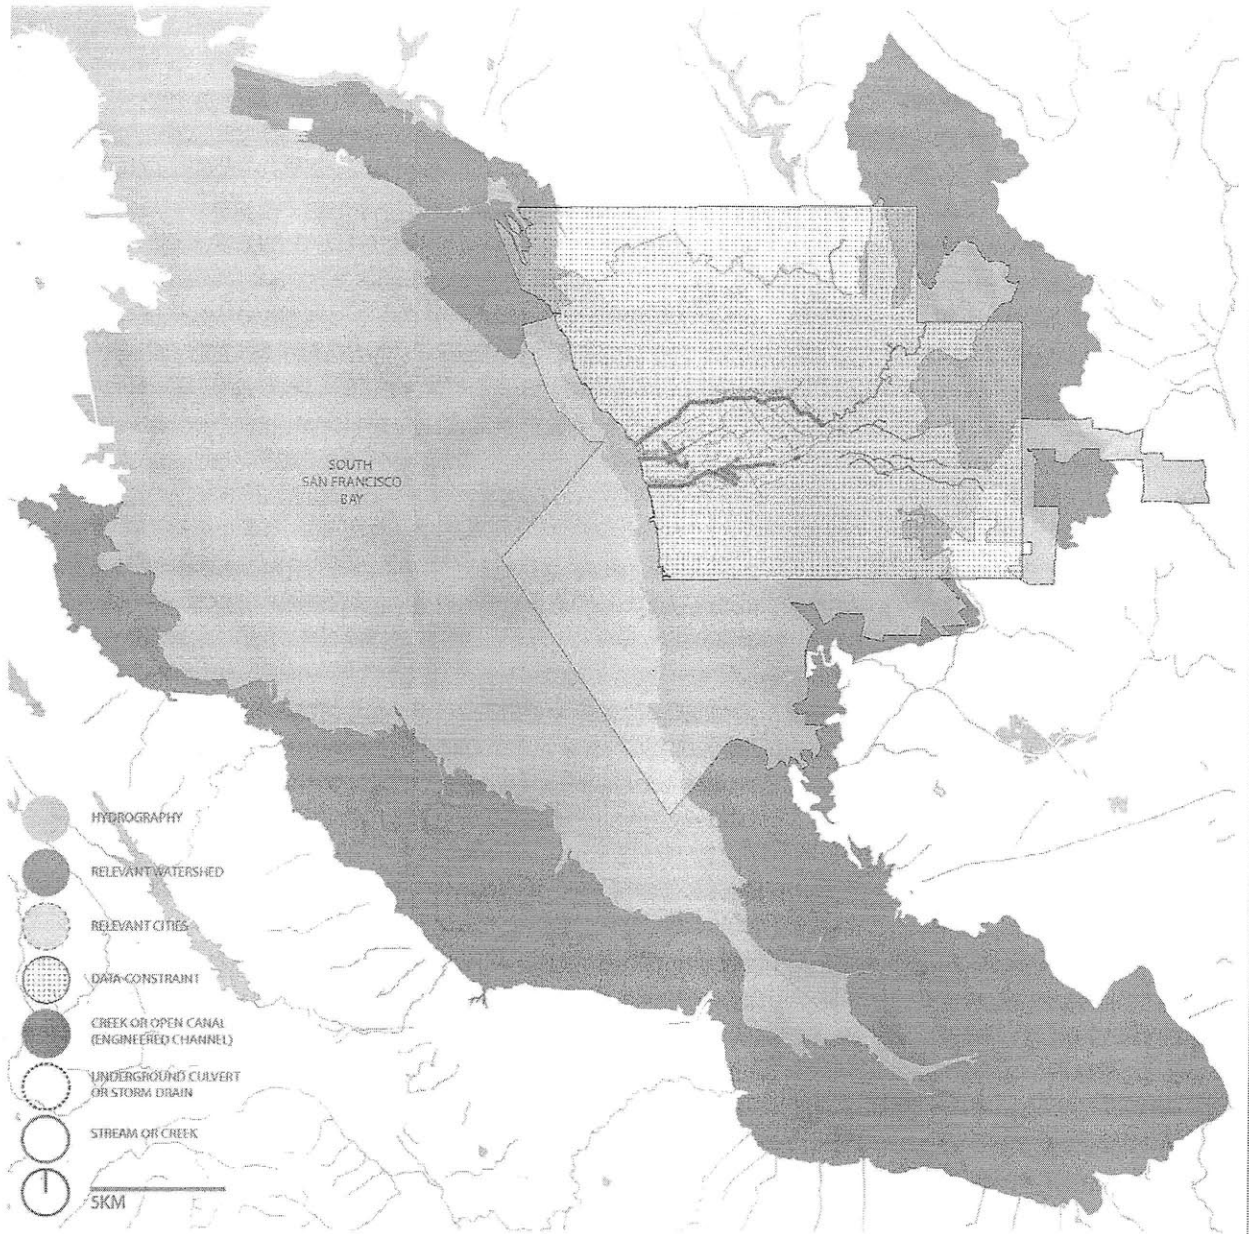 SOUTH
SAN FRANCISCO
BAY
HYDROGRAPHY
RELEVANT WATERSHED
RELEVANT CITIES
DATA-CONSTRAINT
CREEK OR OPEN CANAL
(ENGINEERED CHANNEL)
UNDERGROUND CULVERT
OR STORM DRAIN
STREAM OR CREEK
5KM